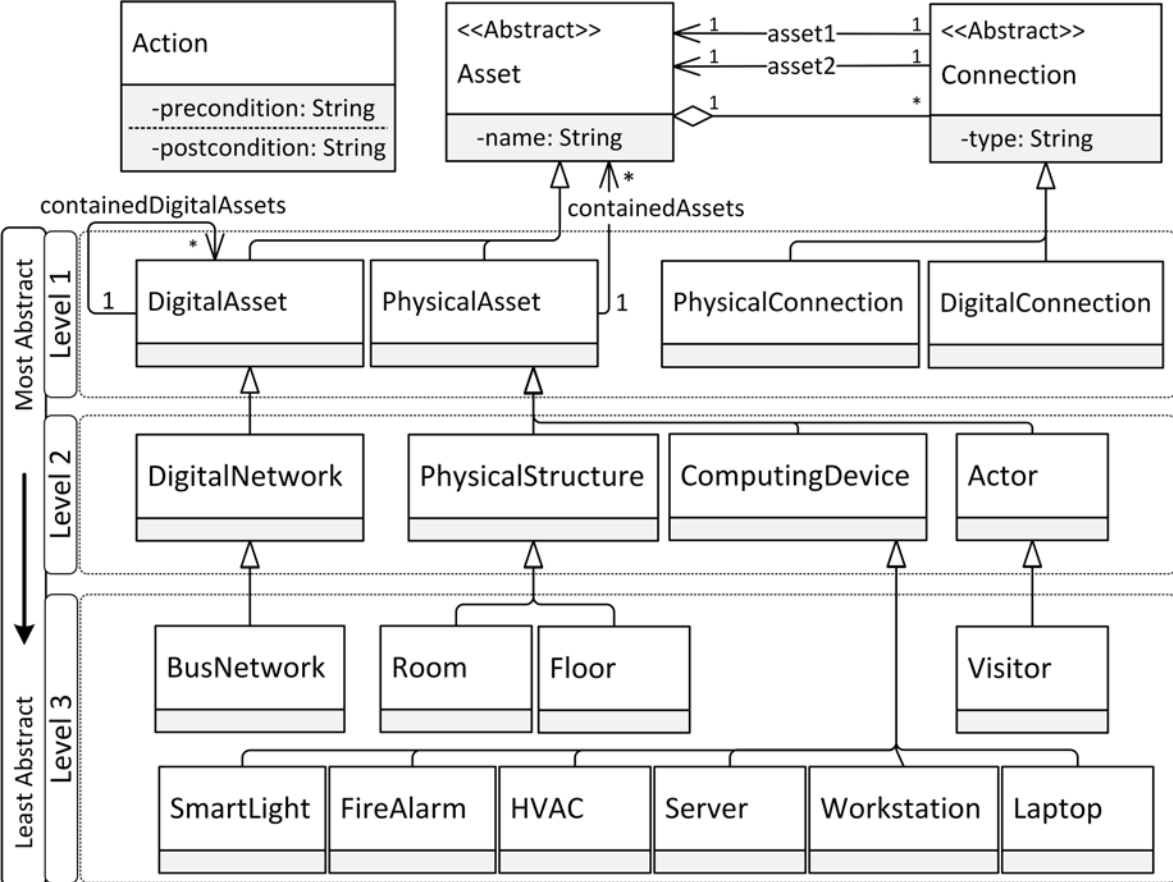 Action
-precondition: String
-postcondition: String
<<Abstract>>
Asset
-name: String
1
asset1
1
1
asset2
1
1
*
<<Abstract>>
Connection
-type: String
containedDigitalAssets
*
1
*
containedAssets
1
Most Abstract
Least Abstract
Level 1
DigitalAsset
PhysicalAsset
PhysicalConnection
DigitalConnection
Level 2
DigitalNetwork
PhysicalStructure
ComputingDevice
Actor
Level 3
BusNetwork
Room
Floor
Visitor
SmartLight
FireAlarm
HVAC
Server
Workstation
Laptop